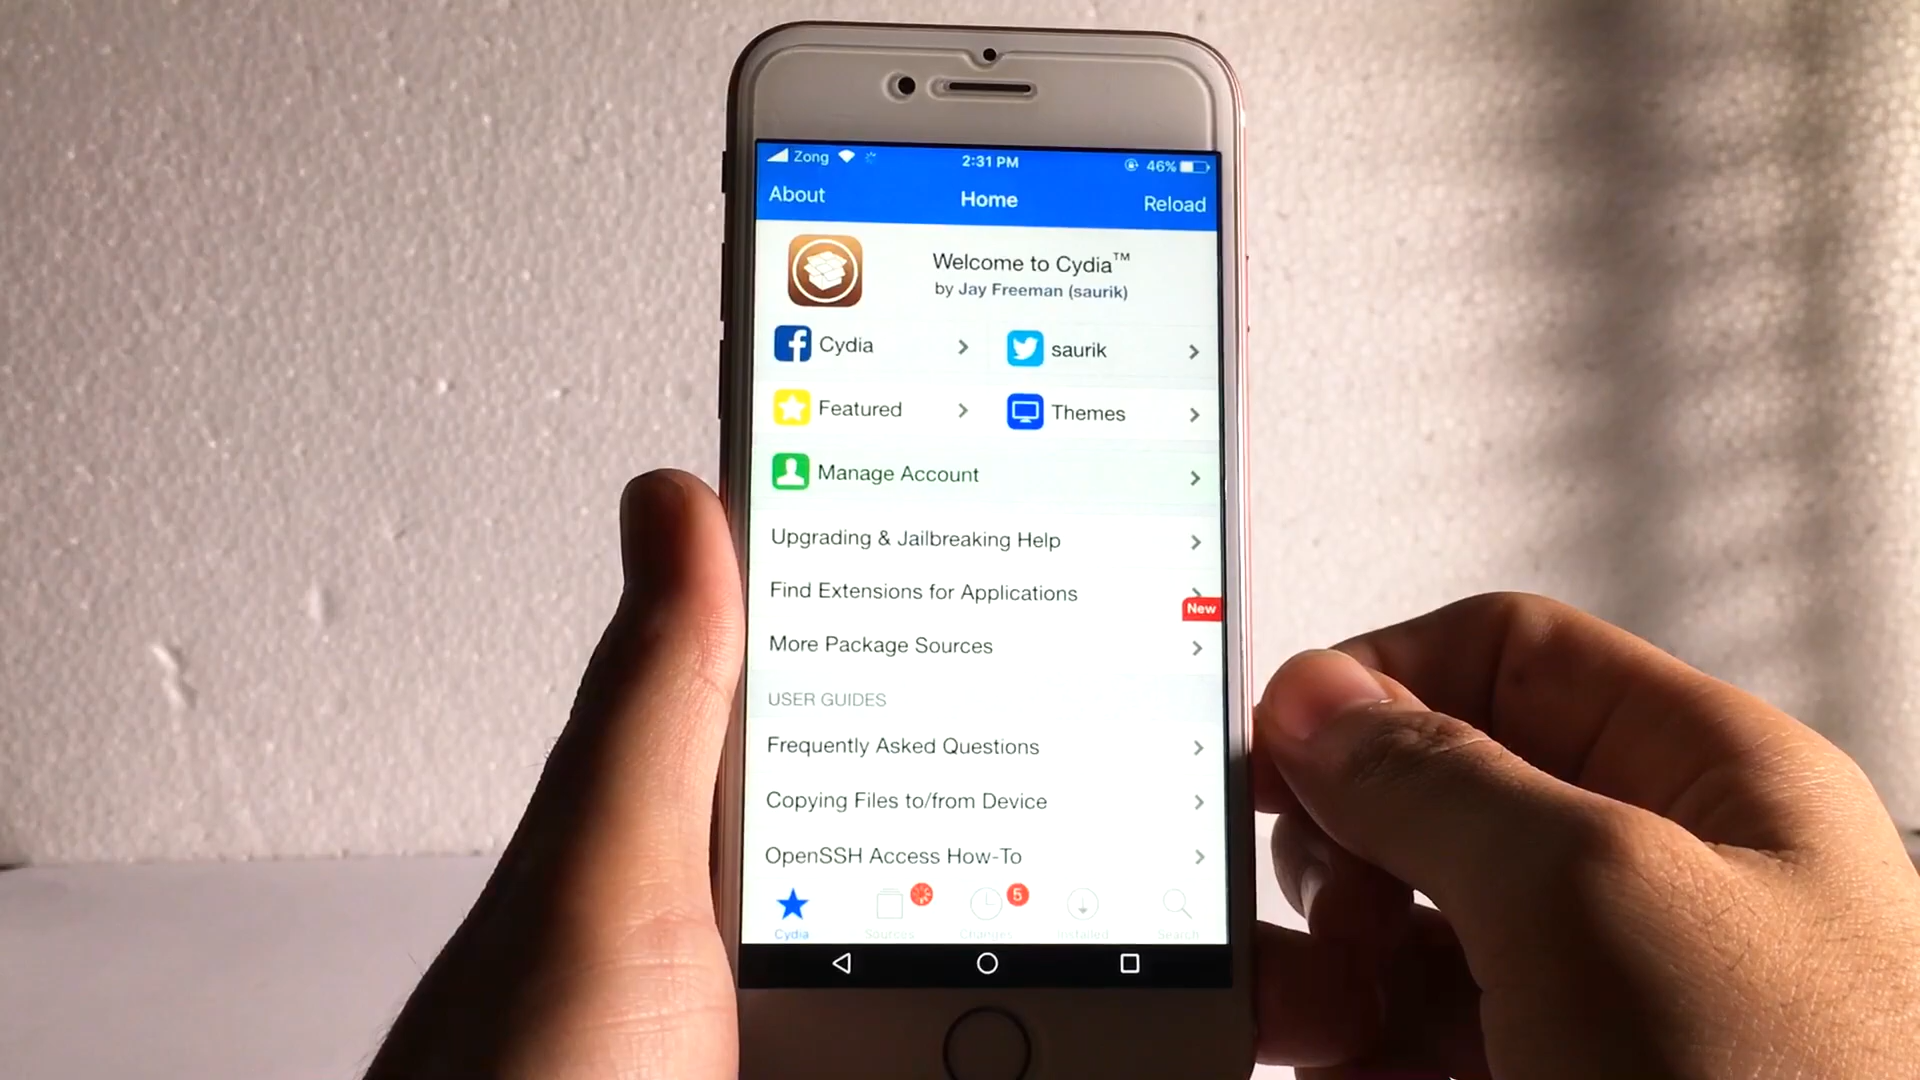 Zong 2:31 PM 46%
About Home Reload
Welcome to Cydia™
by Jay Freeman (saurik)
Cydia saurik
Featured Themes
Manage Account
Upgrading & Jailbreaking Help
Find Extensions for Applications
New
More Package Sources
USER GUIDES
Frequently Asked Questions
Copying Files to/from Device
OpenSSH Access How-To
5
Cydia Sources Changes Installed Search